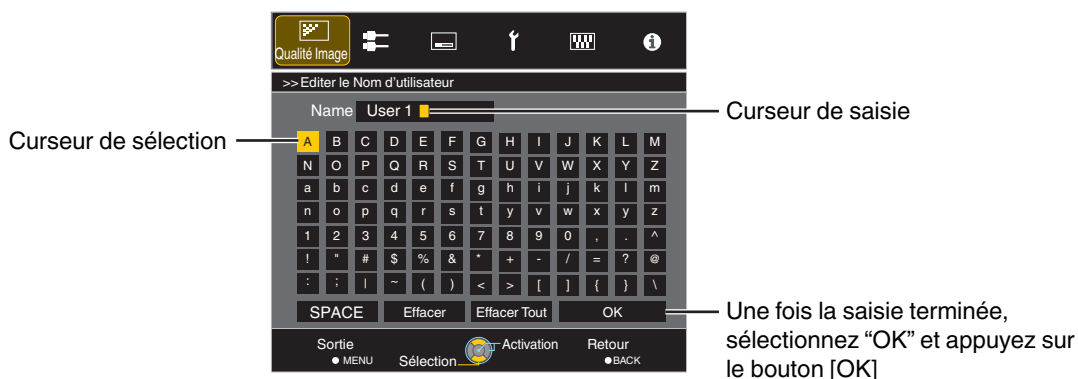 Qualité Image
>>Editer le Nom d'utilisateur
Name User 1
Curseur de saisie
Curseur de sélection
A B C D E F G H I J K L M
N O P Q R S T U V W X Y Z
a b c d e f g h i j k l m
n o p q r s t y v w x y z
1 2 3 4 5 6 7 8 9 0 , . ^
! " # $ % & * + - / = ? @
: ; | ~ ( ) < > [ ] { } \
SPACE Effacer Effacer Tout OK
Une fois la saisie terminée,
sélectionnez “OK” et appuyez sur
le bouton [OK]
Sortie Activation Retour
MENU Sélection BACK